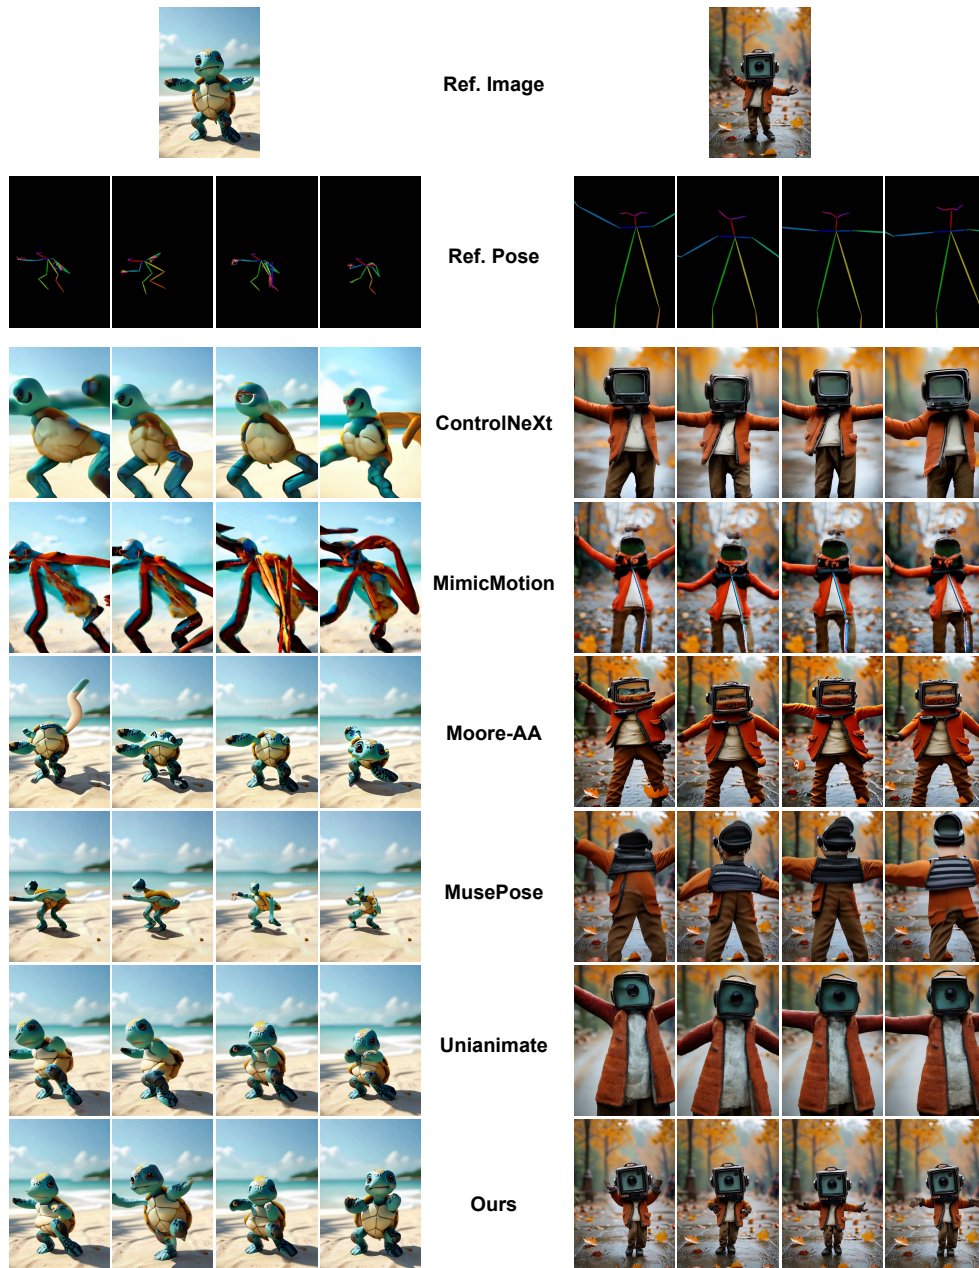 Ref. Image
Ref. Pose
ControlNeXt
MimicMotion
Moore-AA
MusePose
Unianimate
Ours